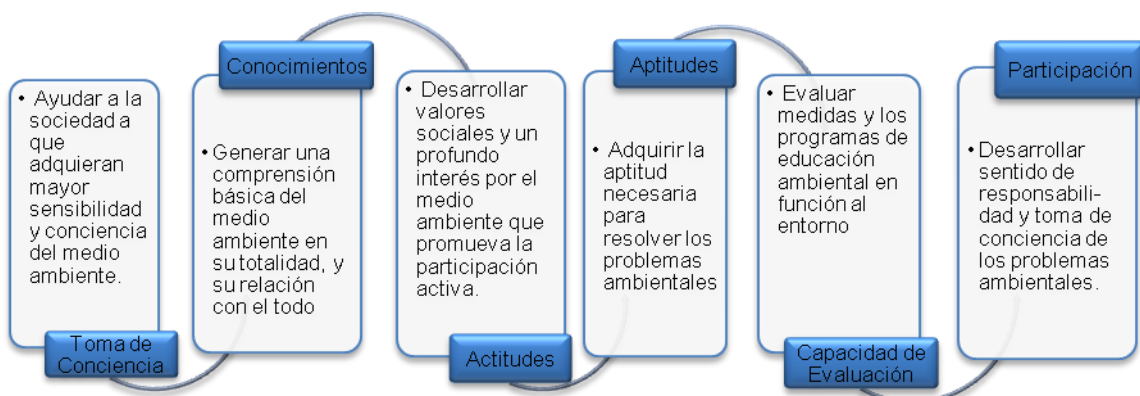 • Ayudar a la
sociedad a
que
adquieran
mayor
sensibilidad
y conciencia
del medio
ambiente.
Toma de
Conciencia
Conocimientos
• Generar una
comprensión
básica del
medio
ambiente en
su totalidad, y
su relación
con el todo
• Desarrollar
valores
sociales y un
profundo
interés por el
medio
ambiente que
promueva la
participación
activa.
Actitudes
Aptitudes
• Adquirir la
aptitud
necesaria
para
resolver los
problemas
ambientales
• Evaluar
medidas y los
programas de
educación
ambiental en
función al
entorno
Capacidad de
Evaluación
Participación
• Desarrollar
sentido de
responsabili-
dad y toma de
conciencia de
los problemas
ambientales.